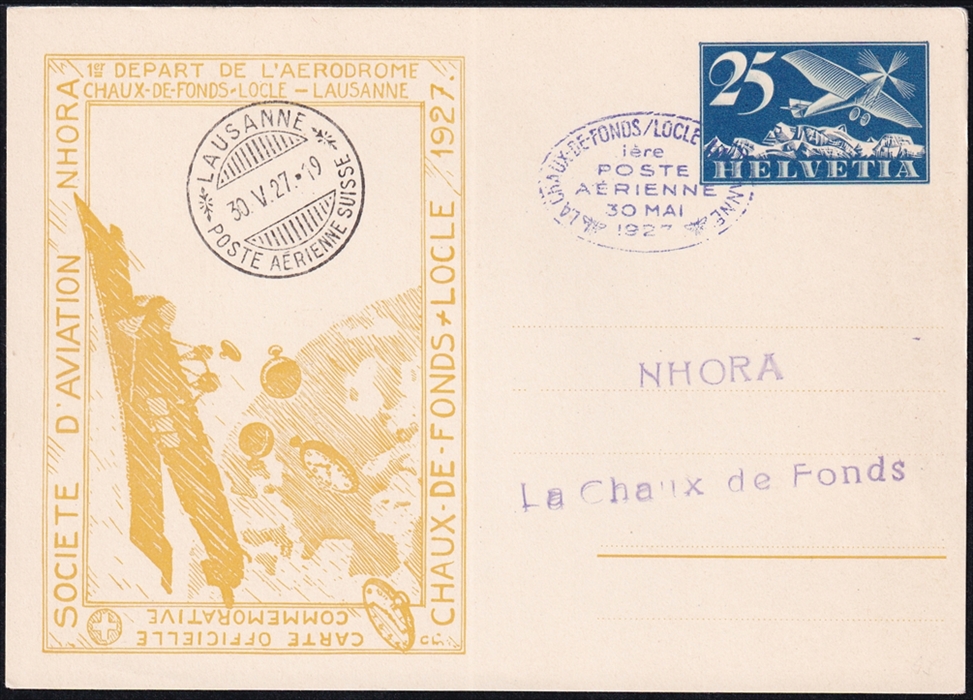 1er DEPART DE L'AERODROME
CHAUX-DE-FONDS-LOCLE – LAUSANNE
SOCIETE D'AVIATION NHORA
CHAUX-DE-FONDS + LOCLE 1927.
CARTE OFFICIELLE
COMMEMORATIVE
LAUSANNE
30.V.27.-19
POSTE AÉRIENNE SUISSE
LA CHAUX-DE-FONDS/LOCLE
1ère
POSTE
AÉRIENNE
30 MAI
1927
25
HELVETIA
NHORA
La Chaux de Fonds